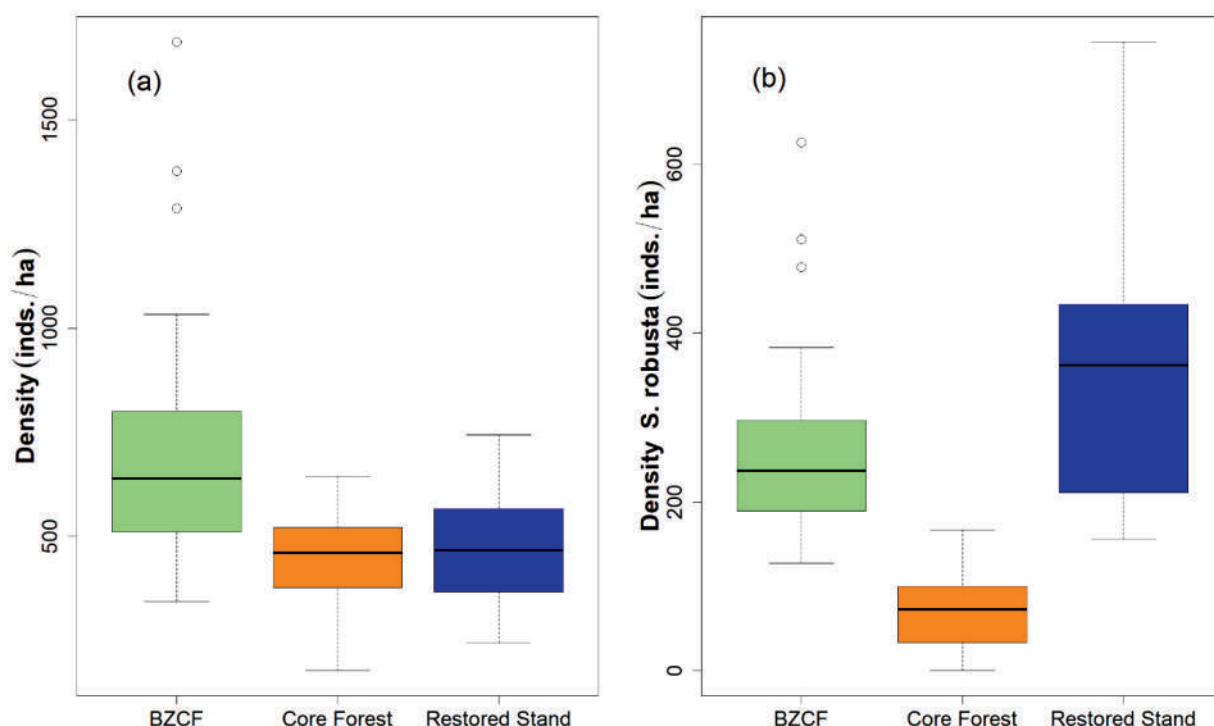 (a)
Density (inds./ha)
1500
1000
500
BZCF Core Forest Restored Stand
(b)
Density S. robusta (inds./ha)
600
400
200
0
BZCF Core Forest Restored Stand